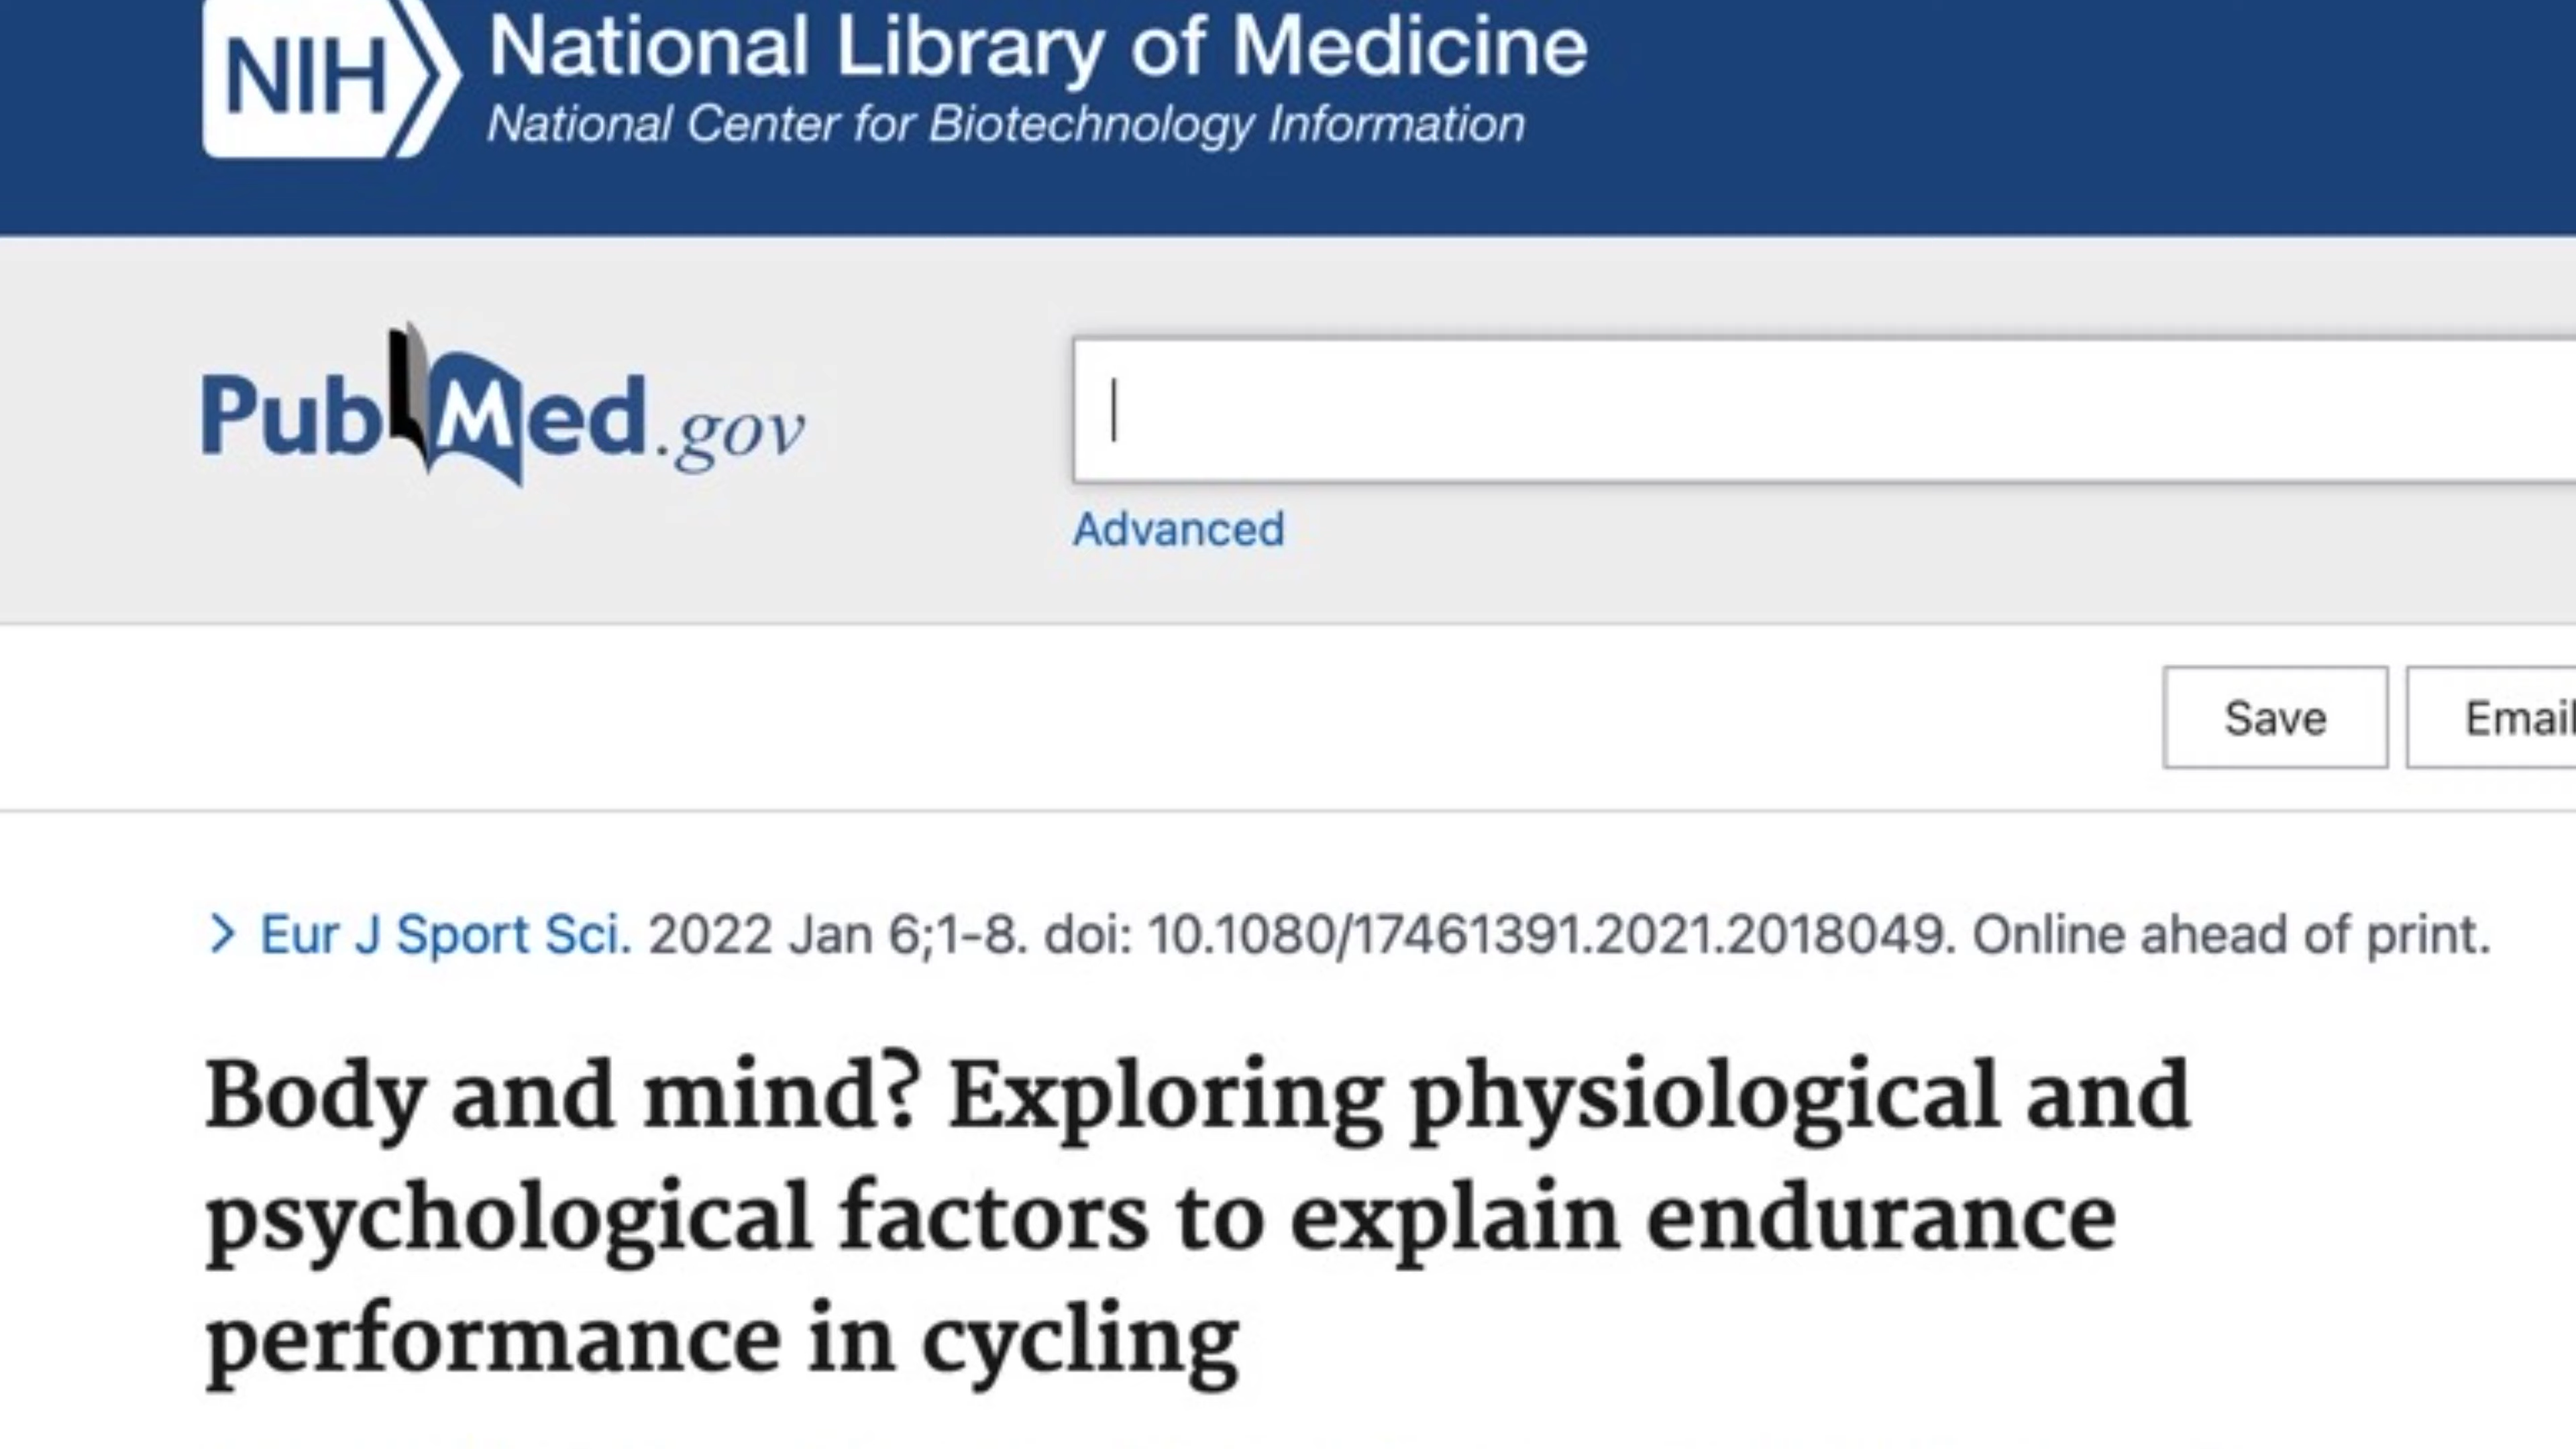 NIH National Library of Medicine
National Center for Biotechnology Information
PubMed.gov
Advanced
Save Email
> Eur J Sport Sci. 2022 Jan 6;1-8. doi: 10.1080/17461391.2021.2018049. Online ahead of print.
Body and mind? Exploring physiological and
psychological factors to explain endurance
performance in cycling